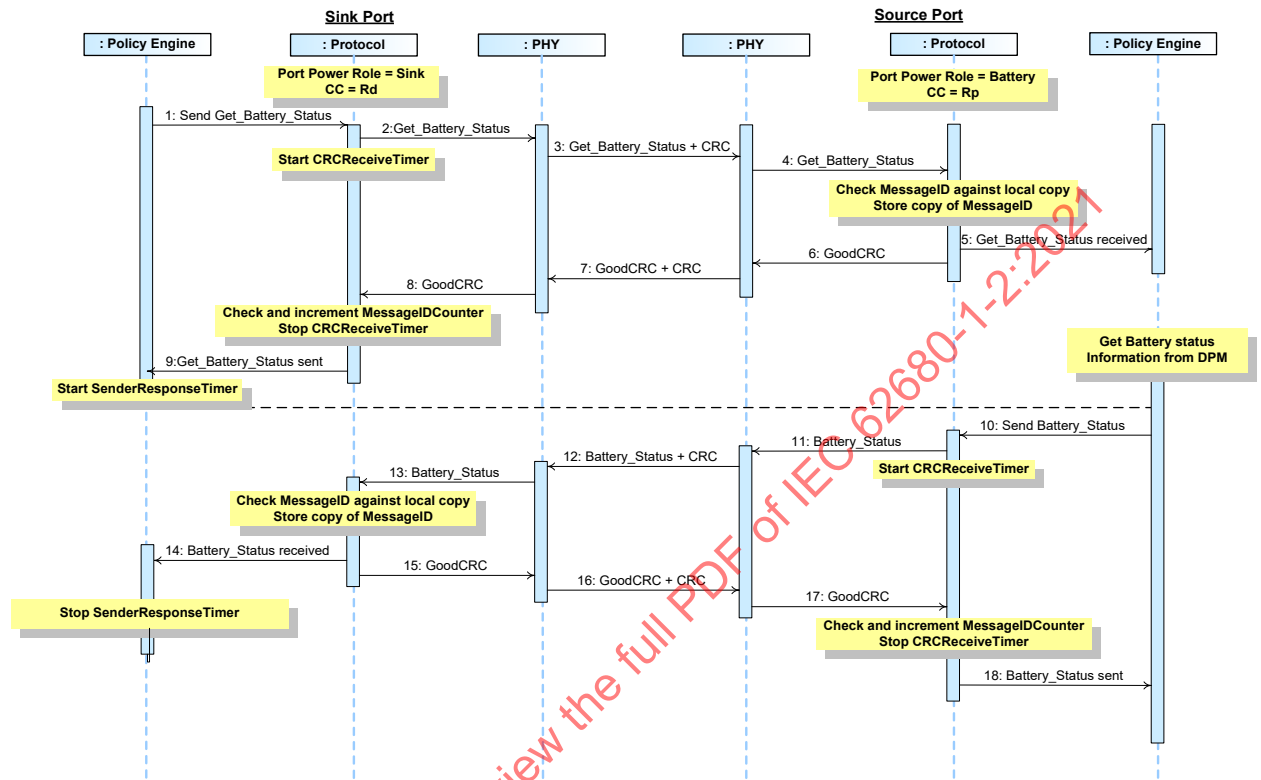 Sink Port
Source Port
: Policy Engine
: Protocol
: PHY
: PHY
: Protocol
: Policy Engine
Port Power Role = Sink
CC = Rd
Port Power Role = Battery
CC = Rp
1: Send Get_Battery_Status
2:Get_Battery_Status
Start CRCReceiveTimer
3: Get_Battery_Status + CRC
4: Get_Battery_Status
Check MessageID against local copy
Store copy of MessageID
5: Get_Battery_Status received
6: GoodCRC
7: GoodCRC + CRC
8: GoodCRC
Check and increment MessageIDCounter
Stop CRCReceiveTimer
9:Get_Battery_Status sent
Start SenderResponseTimer
Get Battery status
Information from DPM
10: Send Battery_Status
11: Battery_Status
Start CRCReceiveTimer
12: Battery_Status + CRC
13: Battery_Status
Check MessageID against local copy
Store copy of MessageID
14: Battery_Status received
15: GoodCRC
16: GoodCRC + CRC
17: GoodCRC
Stop SenderResponseTimer
Check and increment MessageIDCounter
Stop CRCReceiveTimer
18: Battery_Status sent
iew the full PDF of IEC 62680-1-2:2021